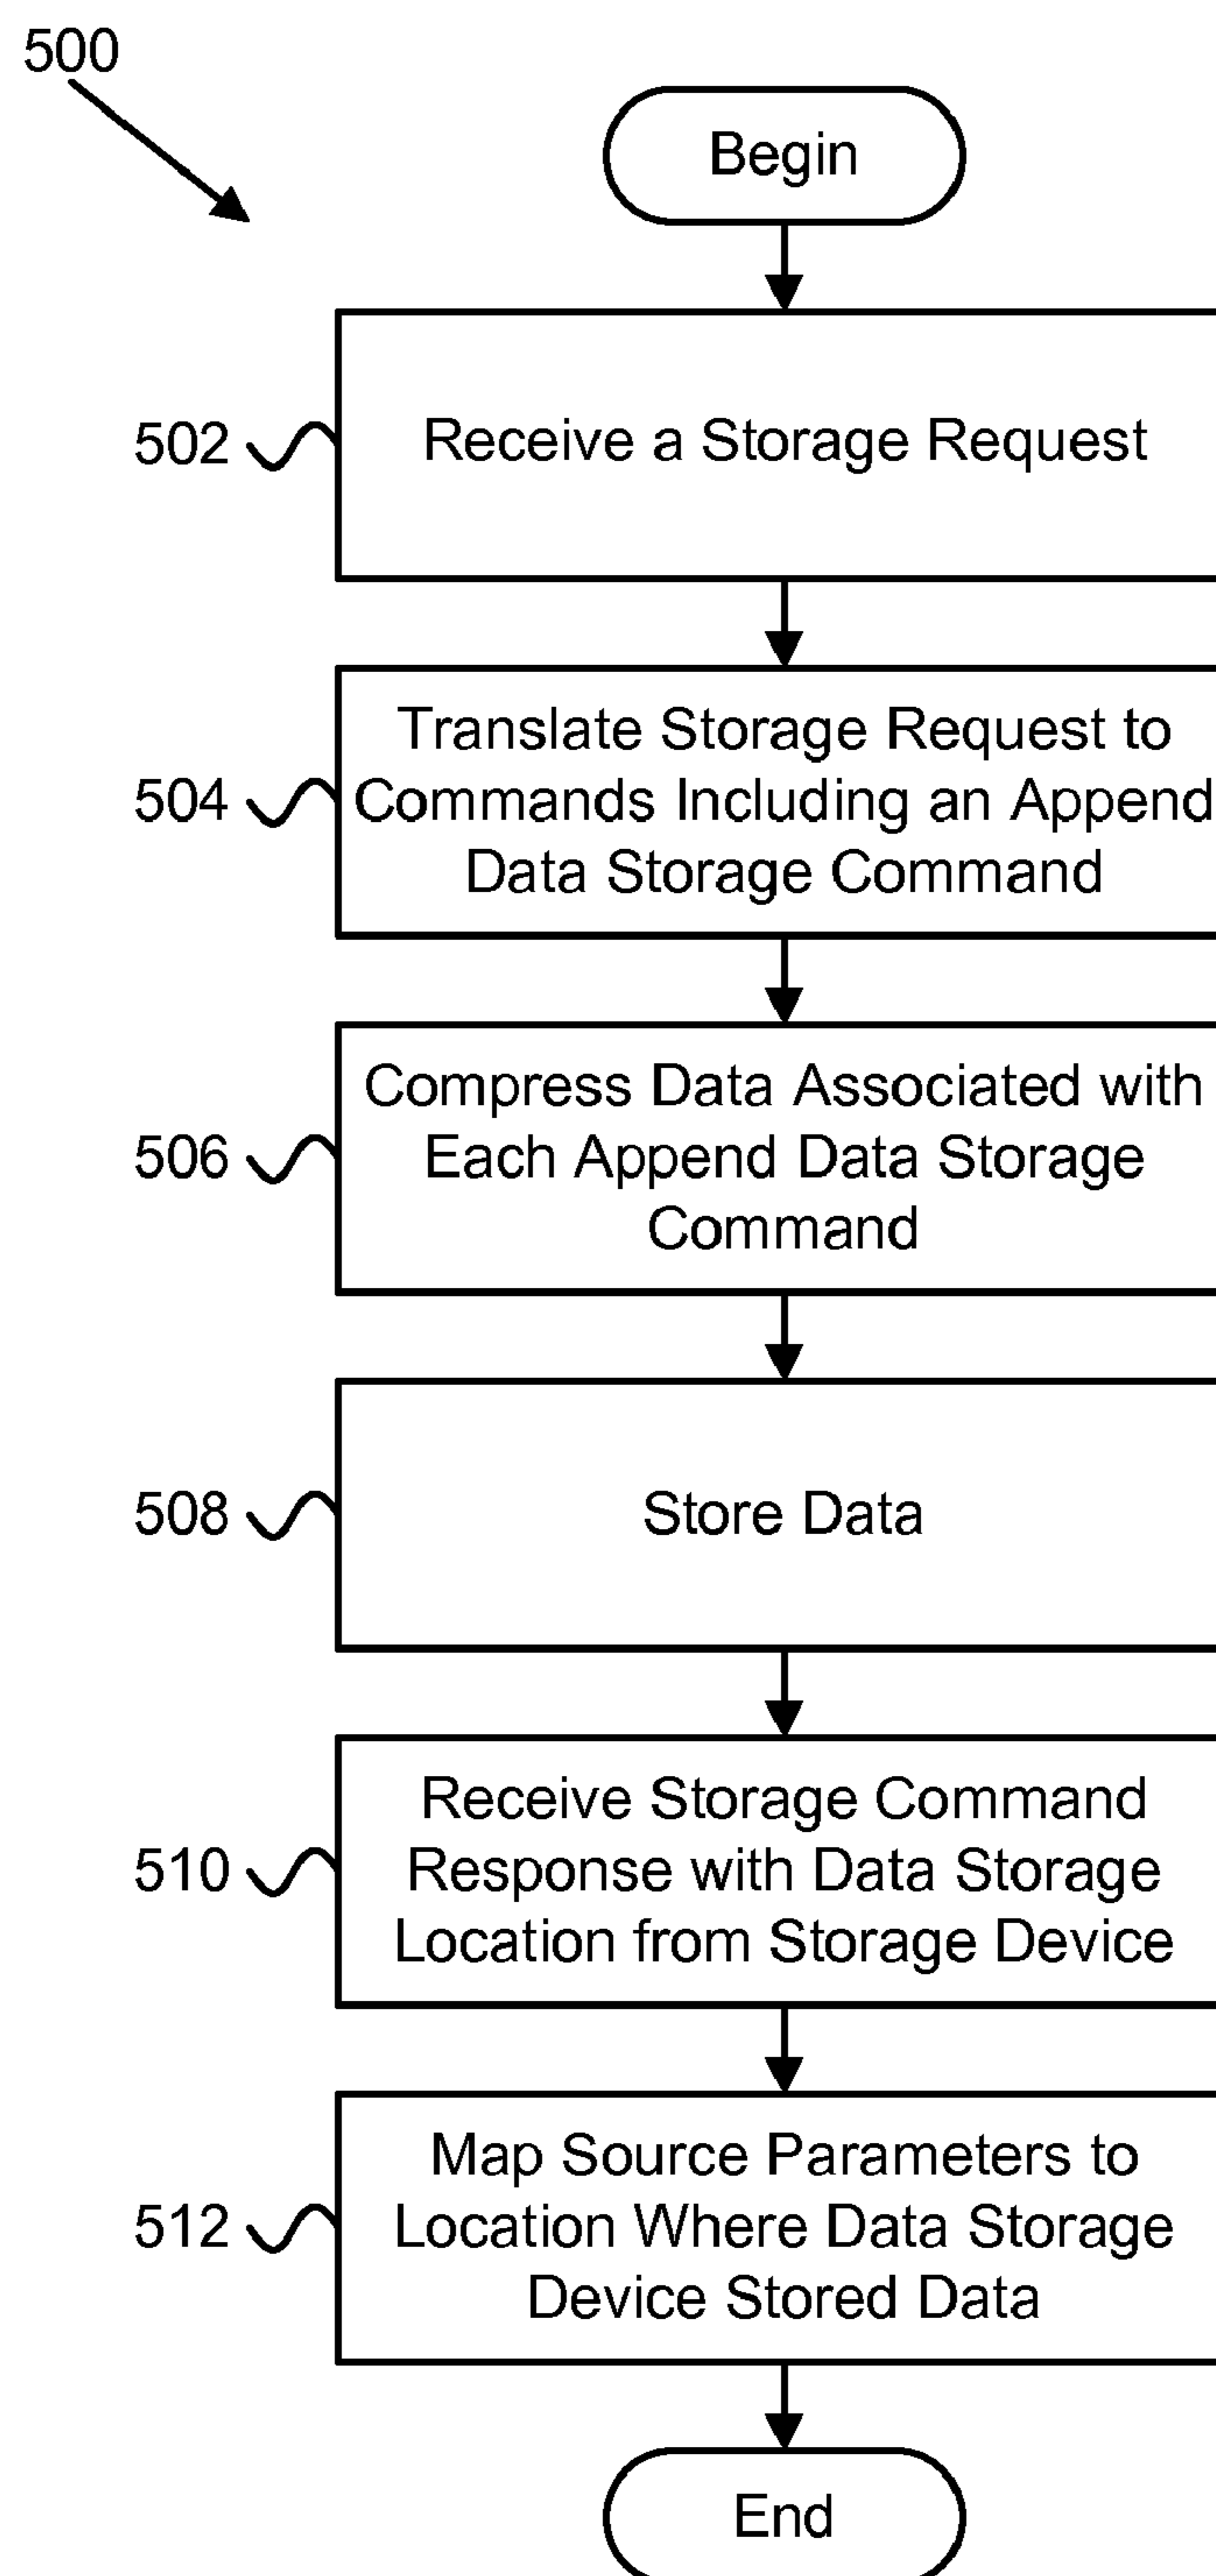 500
Begin
502
Receive a Storage Request
504
Translate Storage Request to
Commands Including an Append
Data Storage Command
506
Compress Data Associated with
Each Append Data Storage
Command
508
Store Data
510
Receive Storage Command
Response with Data Storage
Location from Storage Device
512
Map Source Parameters to
Location Where Data Storage
Device Stored Data
End